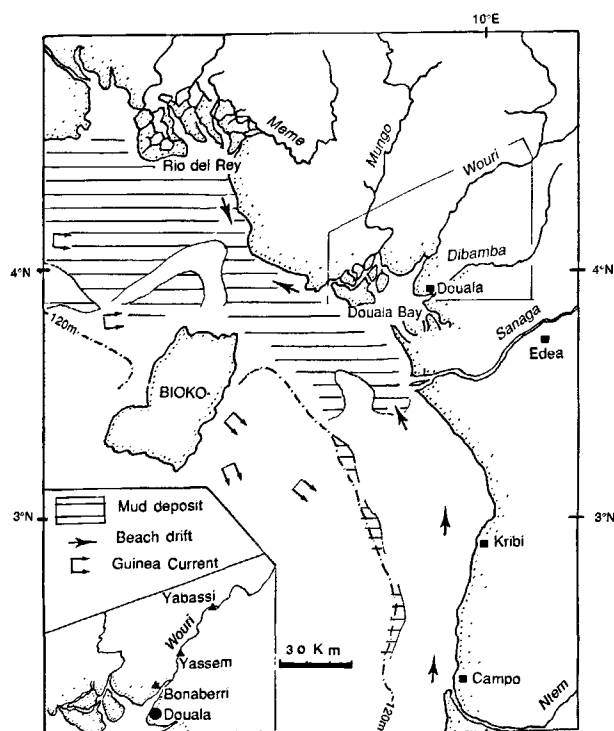 10°E
Meme
Mungo
Rio del Rey
Wouri
Dibamba
4°N
4°N
Douala
120m
Douala Bay
Sanaga
Edea
BIOKO
3°N
3°N
Mud deposit
Beach drift
Guinea Current
Kribi
Yabassi
Wouri
Yassem
30 Km
Bonaberri
Campo
Douala
120m
Ntem